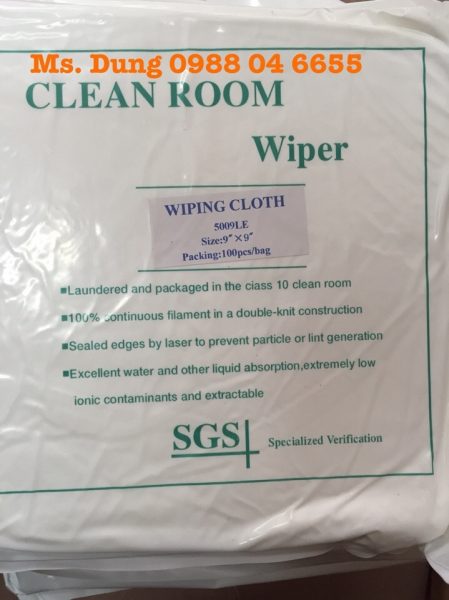 Ms. Dung 0988 04 6655
CLEAN ROOM
Wiper
WIPING CLOTH
5009LE
Size:9"×9"
Packing:100pcs/bag
■Laundered and packaged in the class 10 clean room
■100% continuous filament in a double-knit construction
■Sealed edges by laser to prevent particle or lint generation
■Excellent water and other liquid absorption,extremely low
ionic contaminants and extractable
SGS Specialized Verification